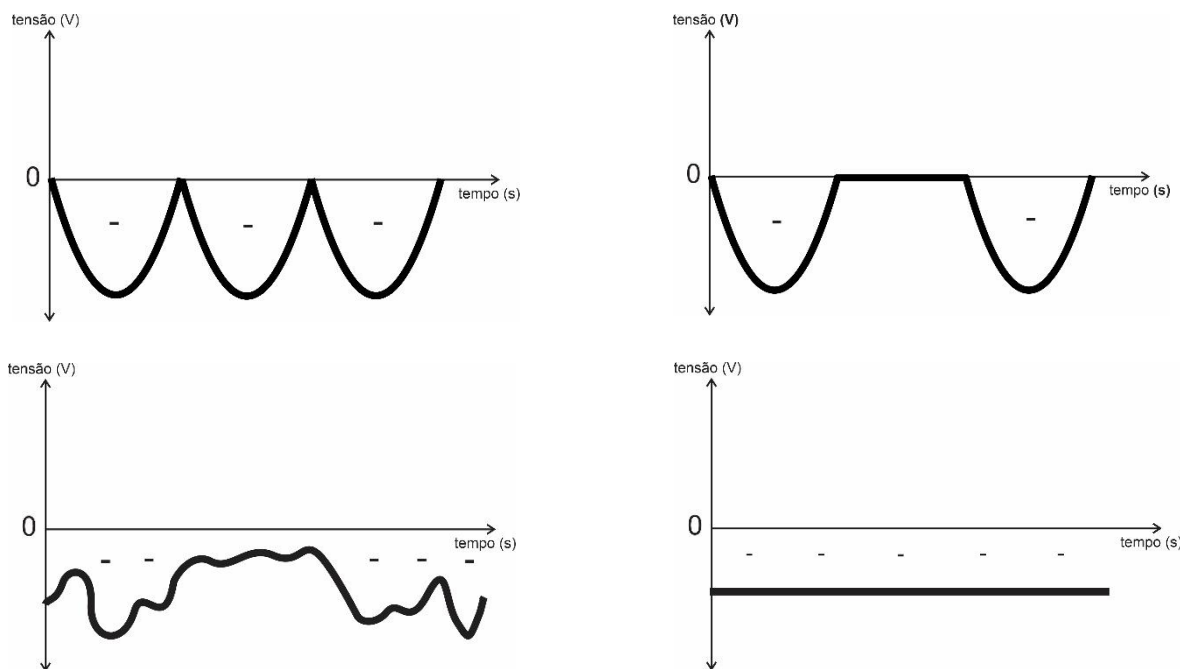 tensão (V)
0
tempo (s)
-
-
-
tensão (V)
0
tempo (s)
-
-
tensão (V)
0
tempo (s)
-
-
-
-
-
tensão (V)
0
tempo (s)
-
-
-
-
-